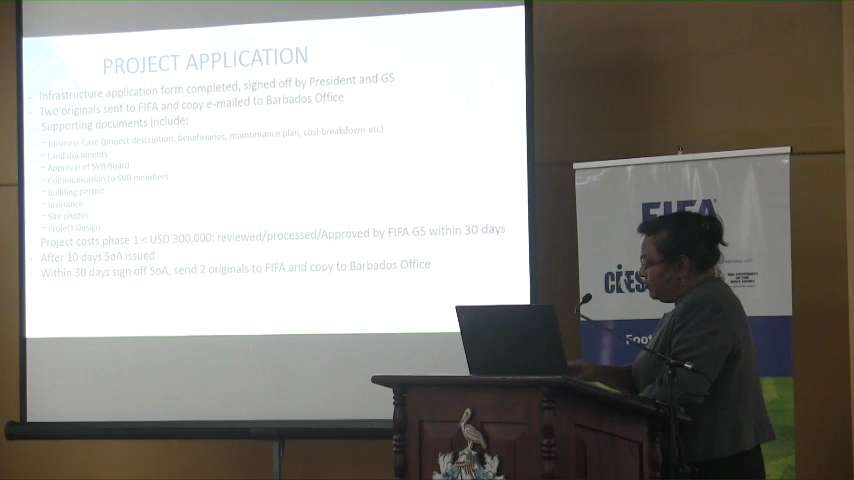 PROJECT APPLICATION
- Infrastructure application form completed, signed off by President and GS
- Two originals sent to FIFA and copy e-mailed to Barbados Office
Supporting documents include:
- Business Case (project description, beneficiaries, maintenance plan, cost breakdown etc)
- Land documents
- Approval of SVB Board
- Communication to SVB members
- Building permit
- Insurance
- Site photos
- Project Design
- Project costs phase 1 < USD 300,000: reviewed/processed/Approved by FIFA GS within 30 days
- After 10 days SoA issued
- Within 30 days sign off SoA, send 2 originals to FIFA and copy to Barbados Office
FIFA
CIES
Foot